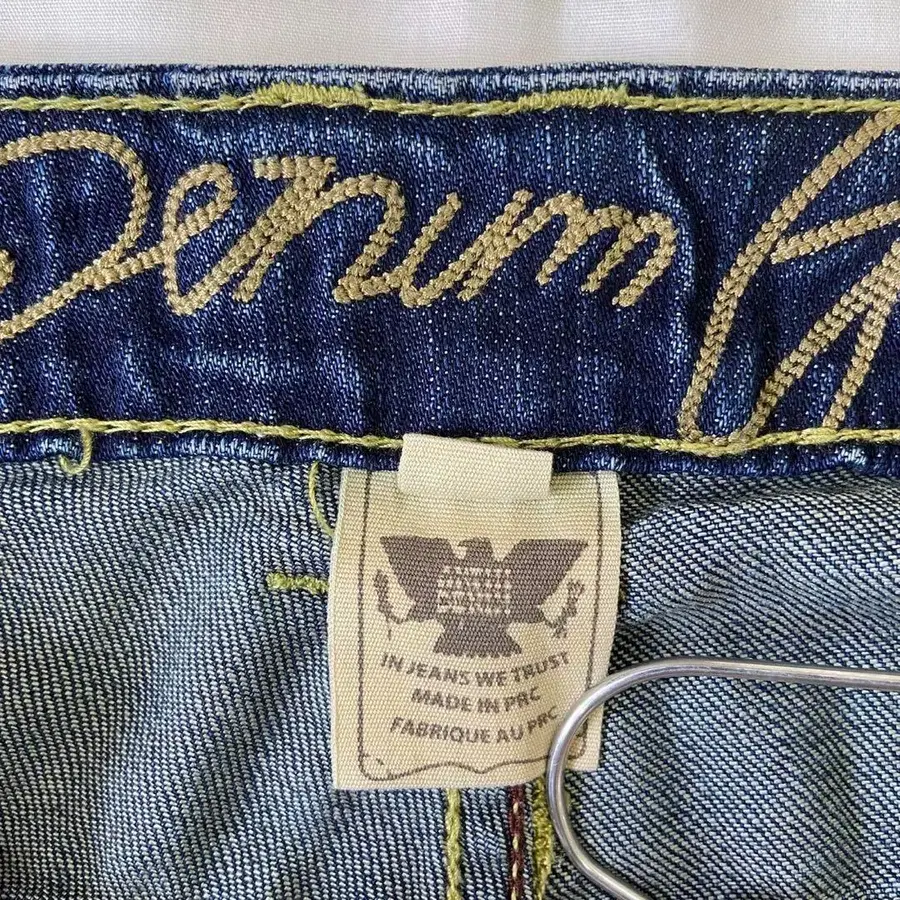 Denum
IN JEANS WE TRUST
MADE IN PRC
FABRIQUE AU PRC